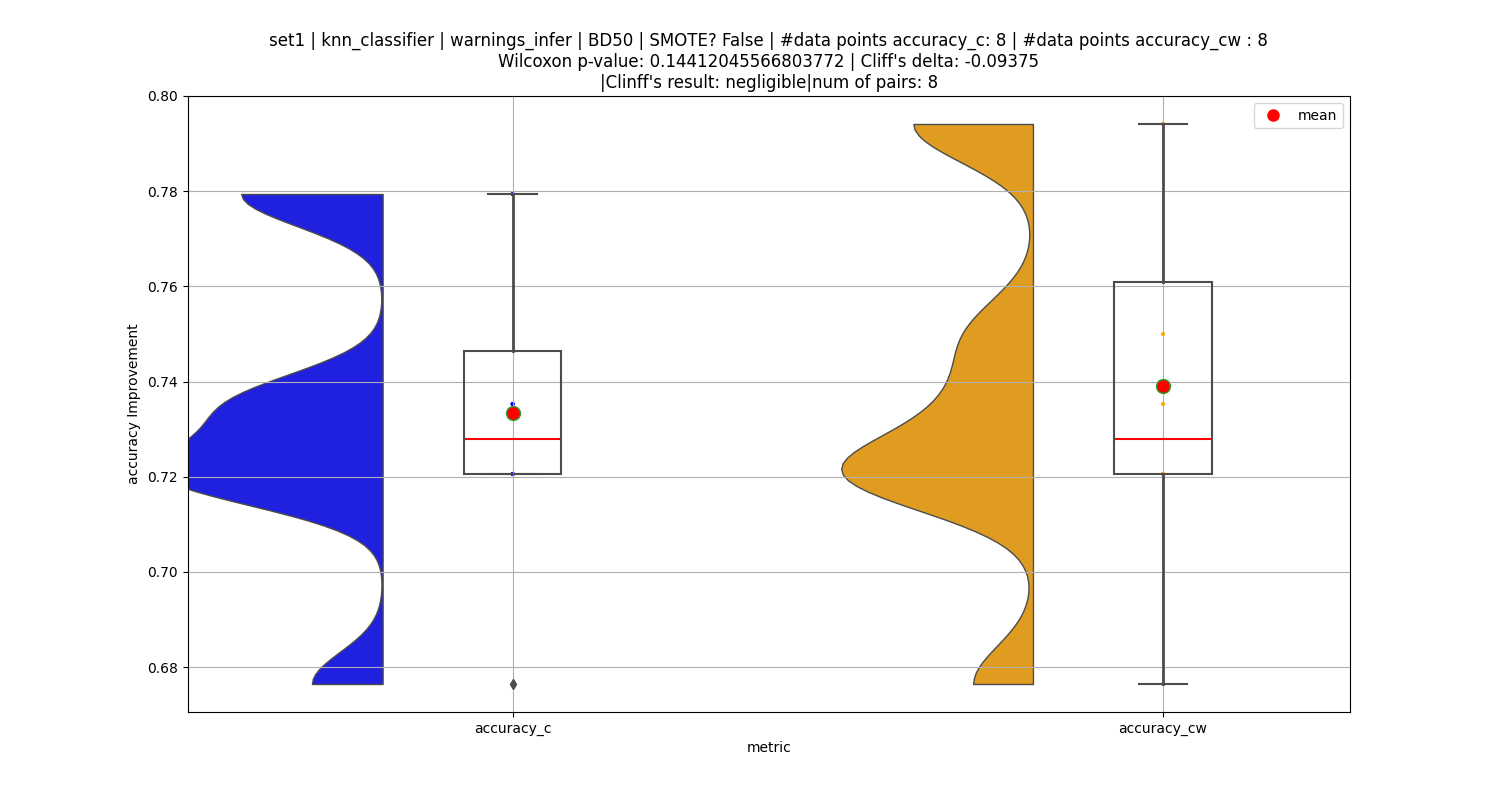 set1 | knn_classifier | warnings_infer | BD50 | SMOTE? False | #data points accuracy_c: 8 | #data points accuracy_cw : 8
Wilcoxon p-value: 0.14412045566803772 | Cliff's delta: -0.09375
|Clinff's result: negligible|num of pairs: 8
mean
0.80
0.78
0.76
0.74
0.72
0.70
0.68
accuracy Improvement
accuracy_c
accuracy_cw
metric